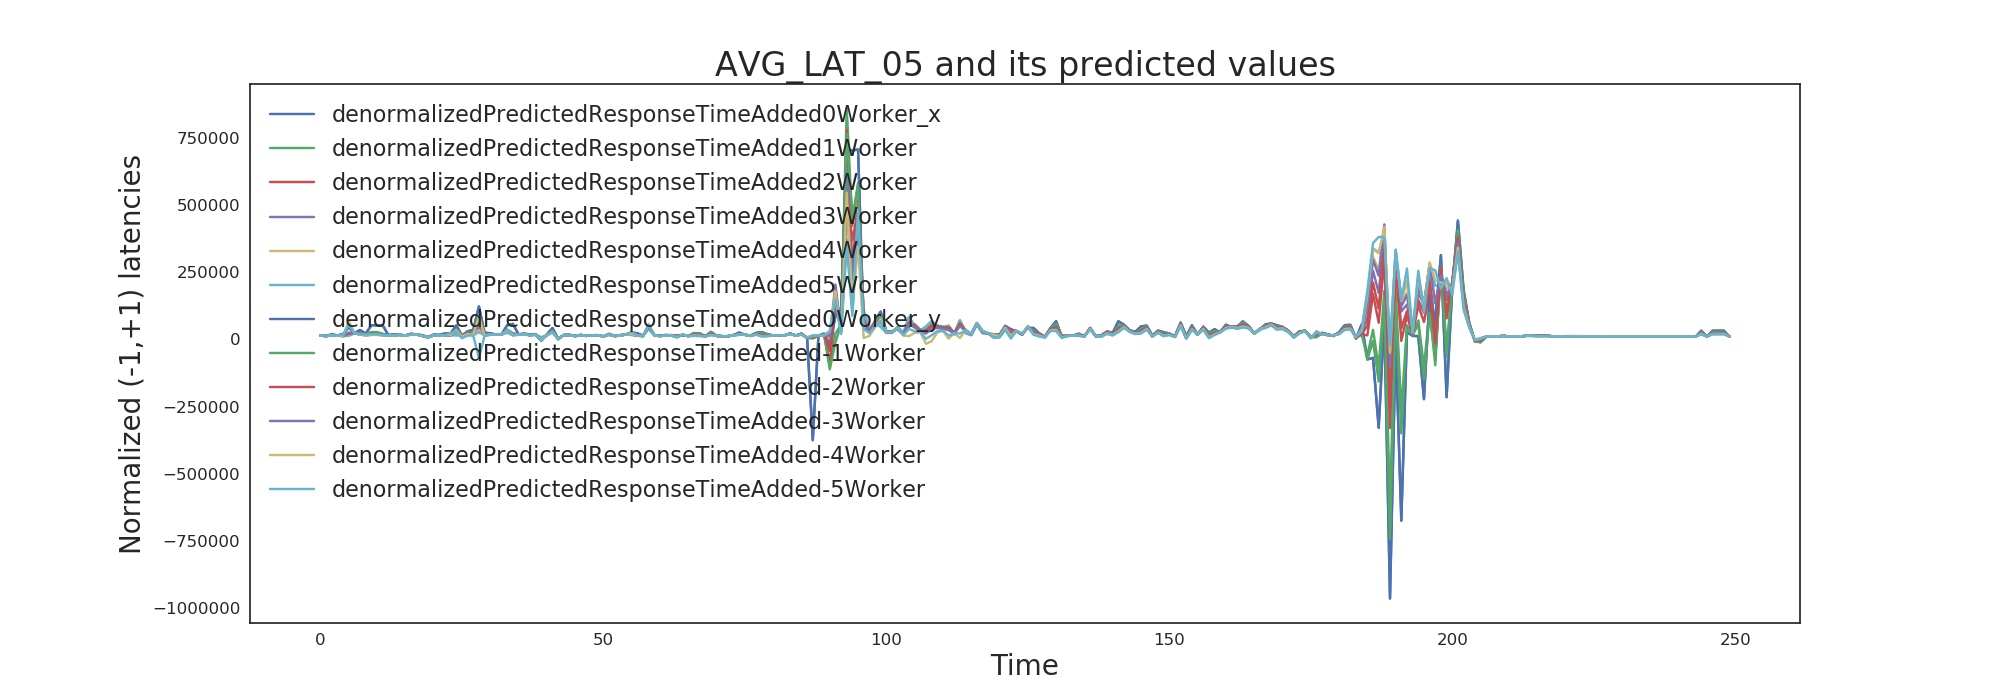 AVG_LAT_05 and its predicted values
Normalized (-1,+1) latencies
750000
500000
250000
0
−250000
−500000
−750000
−1000000
denormalizedPredictedResponseTimeAdded0Worker_x
denormalizedPredictedResponseTimeAdded1Worker
denormalizedPredictedResponseTimeAdded2Worker
denormalizedPredictedResponseTimeAdded3Worker
denormalizedPredictedResponseTimeAdded4Worker
denormalizedPredictedResponseTimeAdded5Worker
denormalizedPredictedResponseTimeAdded0Worker_y
denormalizedPredictedResponseTimeAdded-1Worker
denormalizedPredictedResponseTimeAdded-2Worker
denormalizedPredictedResponseTimeAdded-3Worker
denormalizedPredictedResponseTimeAdded-4Worker
denormalizedPredictedResponseTimeAdded-5Worker
0 50 100 150 200 250
Time